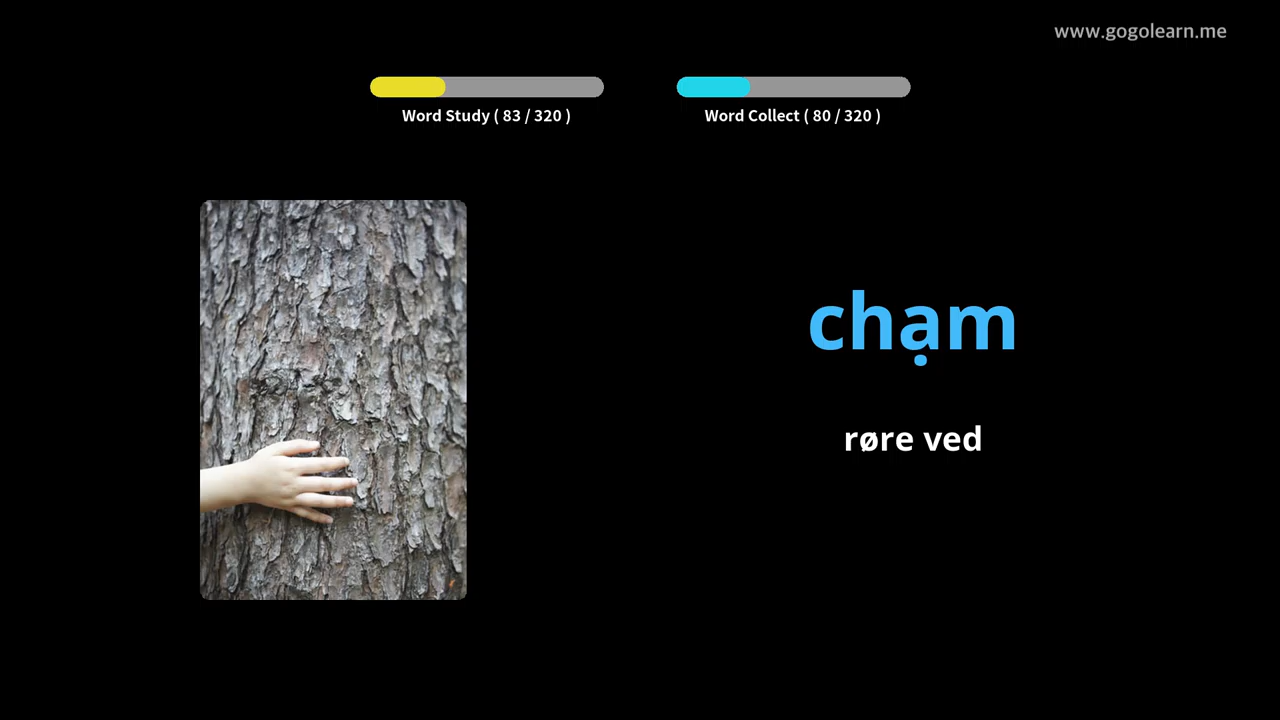 www.gogolearn.me
Word Study ( 83 / 320 )
Word Collect ( 80 / 320 )
chạm
røre ved